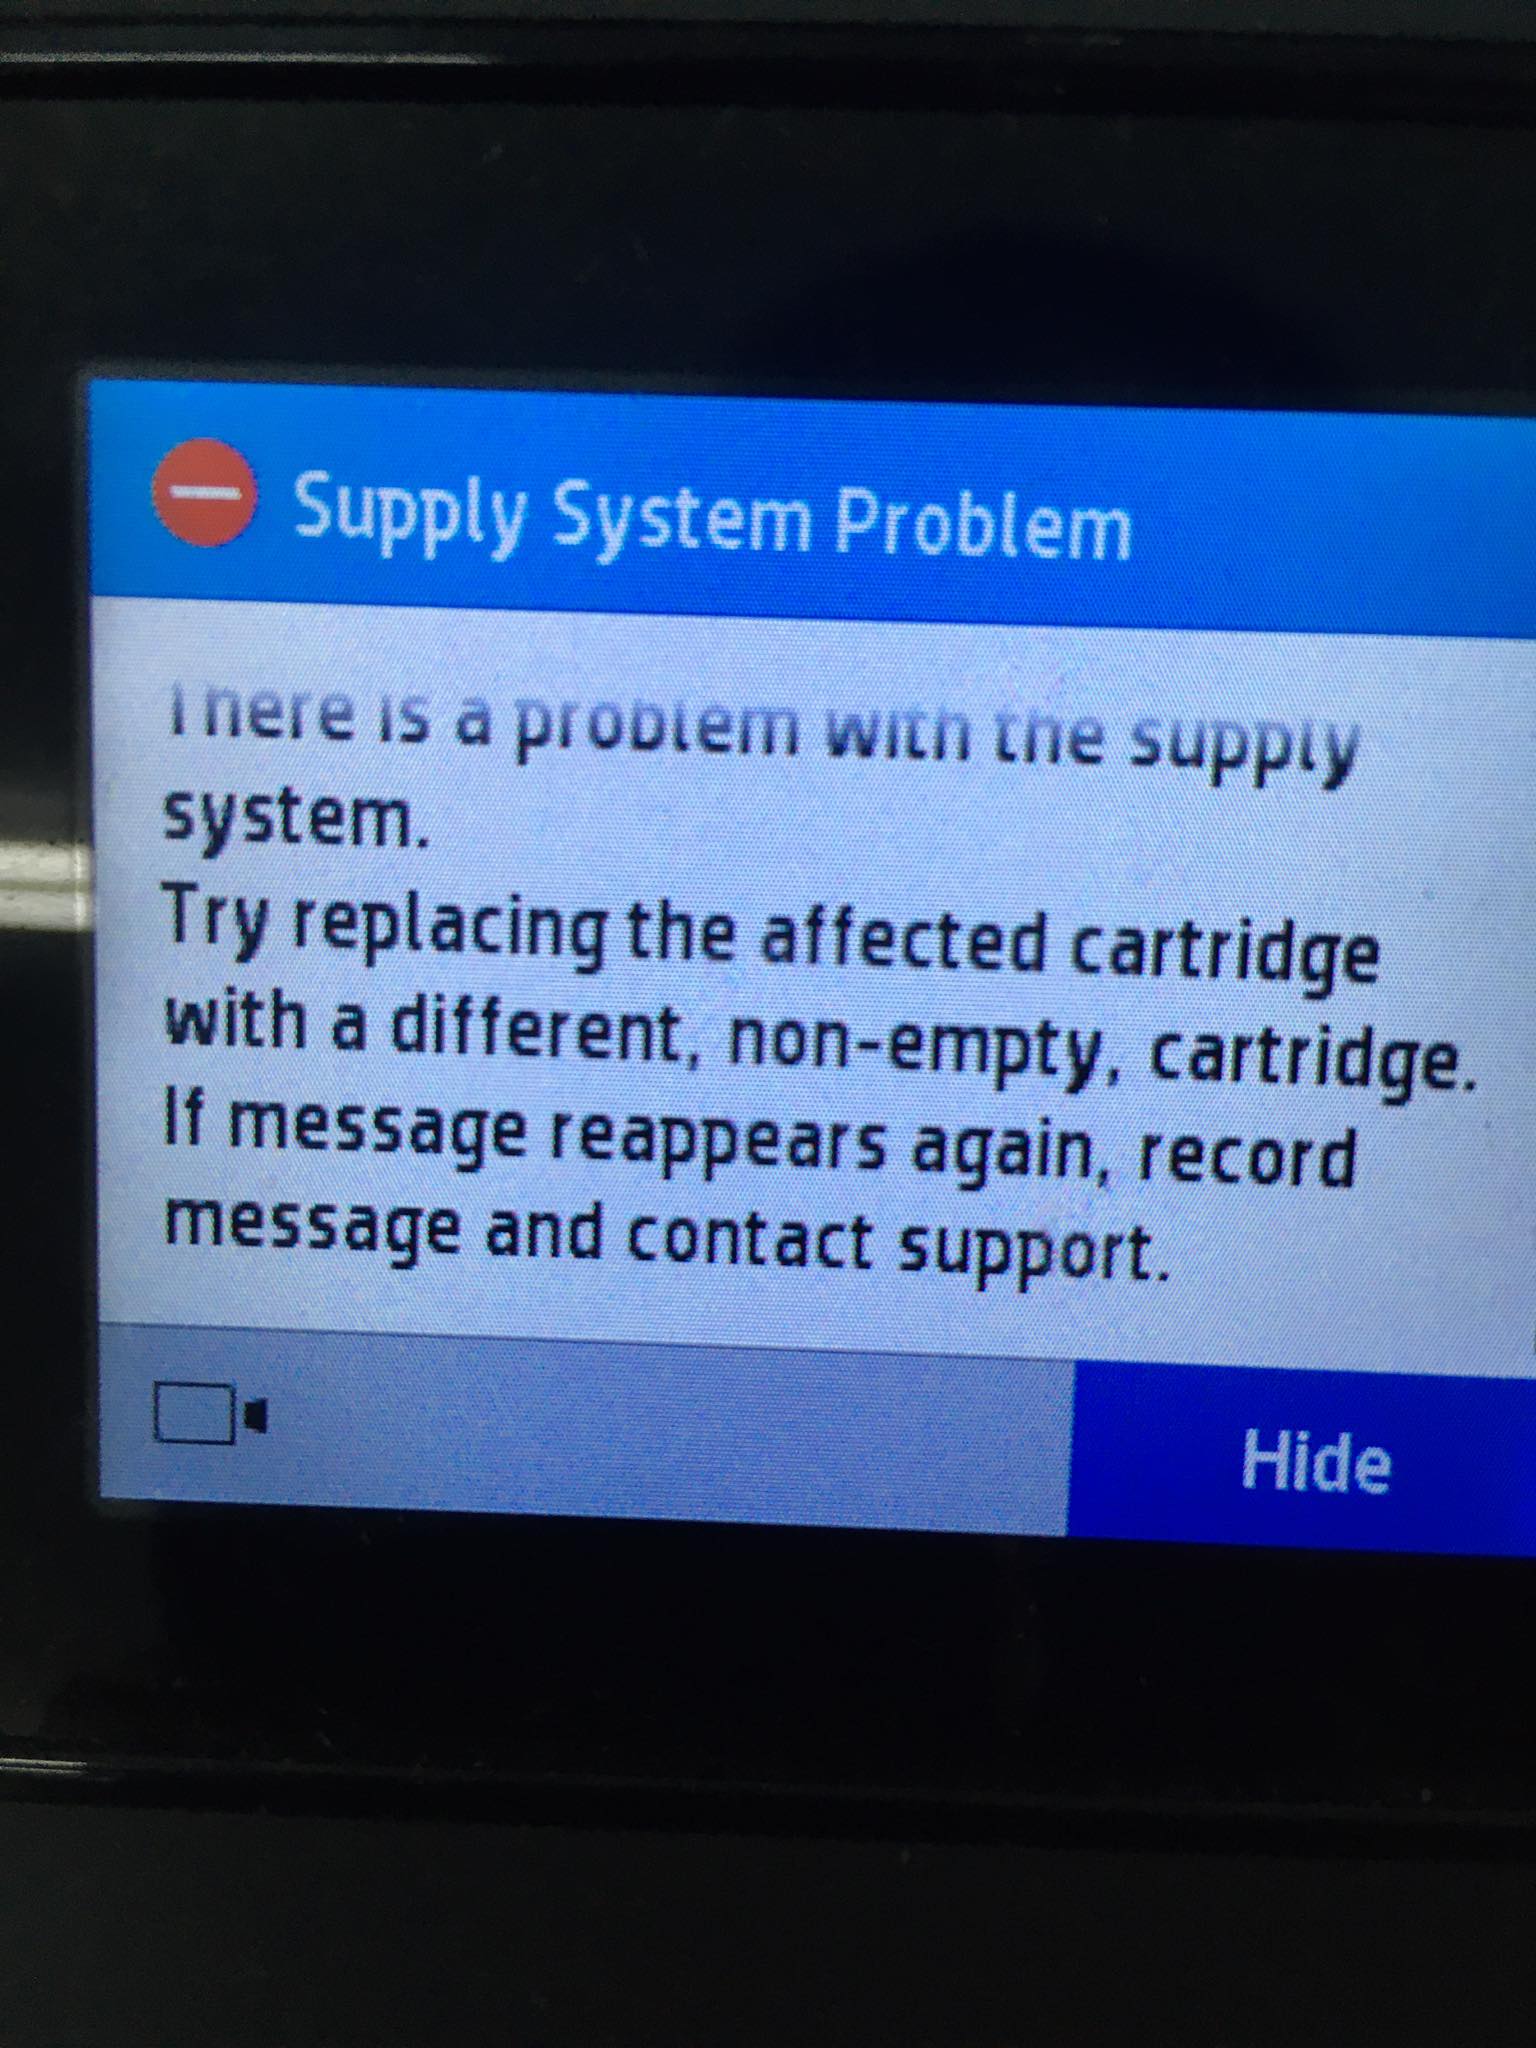 Supply System Problem
There is a problem with the supply
system.
Try replacing the affected cartridge
with a different, non-empty, cartridge.
If message reappears again, record
message and contact support.
Hide